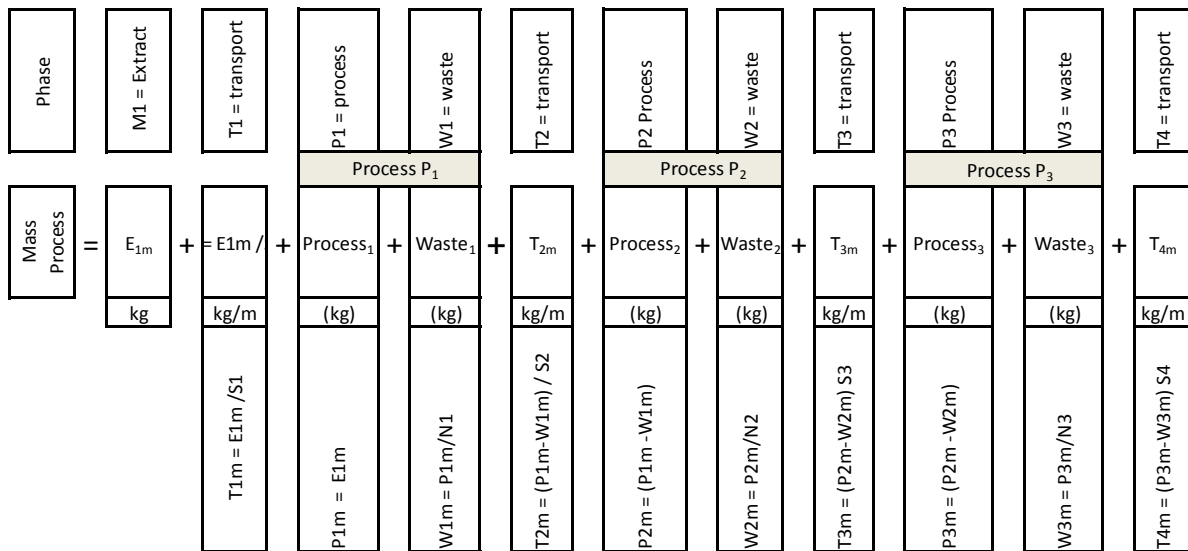 Phase
M1 = Extract
T1 = transport
P1 = process
W1 = waste
T2 = transport
P2 Process
W2 = waste
T3 = transport
P3 Process
W3 = waste
T4 = transport
Process P₁
Process P₂
Process P₃
Mass
Process
= E₁ₘ + = E1m / + Process₁ + Waste₁ + T₂ₘ + Process₂ + Waste₂ + T₃ₘ + Process₃ + Waste₃ + T₄ₘ
kg kg/m (kg) (kg) kg/m (kg) (kg) kg/m (kg) (kg) kg/m
T1m = E1m /S1
P1m = E1m
W1m = P1m/N1
T2m = (P1m-W1m) / S2
P2m = (P1m -W1m)
W2m = P2m/N2
T3m = (P2m-W2m) S3
P3m = (P2m -W2m)
W3m = P3m/N3
T4m = (P3m-W3m) S4